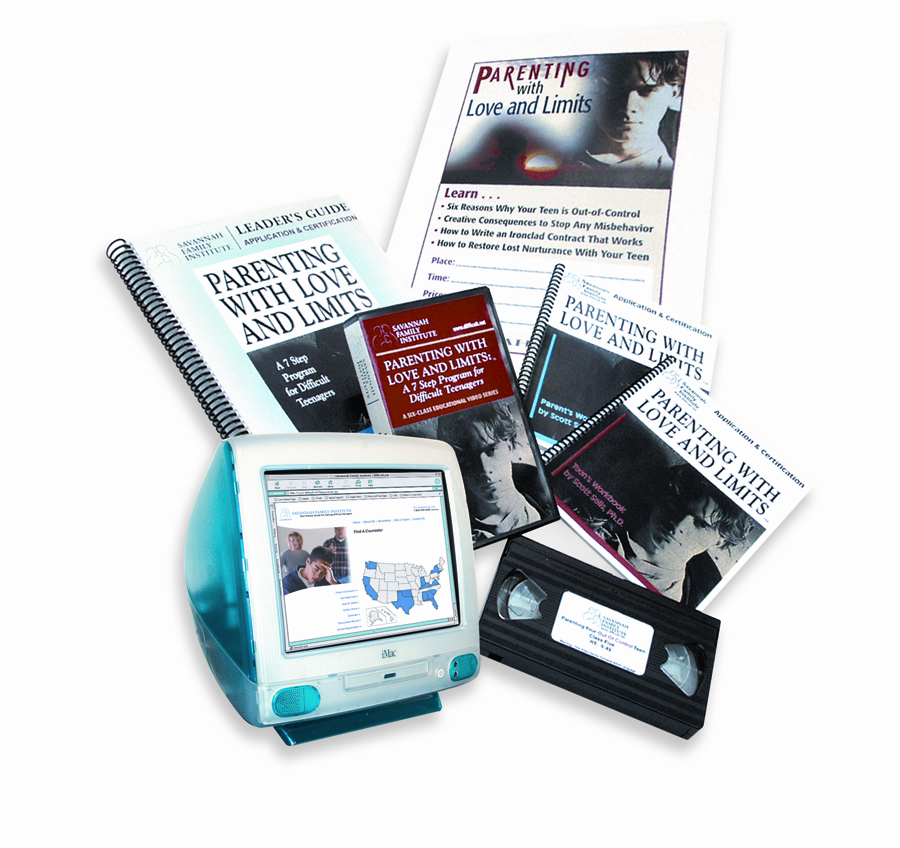 PARENTING
with
Love and Limits
Learn . . .
• Six Reasons Why Your Teen is Out-of-Control
• Creative Consequences to Stop Any Misbehavior
• How to Write an Ironclad Contract That Works
• How to Restore Lost Nurturance With Your Teen
Place:
Time:
Price
SAVANNAH
FAMILY
INSTITUTE
LEADER'S GUIDE
APPLICATION & CERTIFICATION
PARENTING
WITH LOVE
AND LIMITS
A 7 Step
Program
for Difficult
Teenagers
SAVANNAH
FAMILY
INSTITUTE
www.difficult.net
PARENTING WITH
LOVE AND LIMITS:
A 7 Step Program for
Difficult Teenagers
A SIX-CLASS EDUCATIONAL VIDEO SERIES
Application & Certification
PARENTING WITH
LOVE AND LIMITS
Parent's Wo
by Scott S
Application & Certification
PARENTING WITH
LOVE AND LIMITS
Teen's Workbook
by Scott Sells, Ph.D.
SAVANNAH FAMILY INSTITUTE
Find A Counselor
iMac
SAVANNAH
FAMILY
INSTITUTE
Parenting Your Out Of Control Teen
Class Five